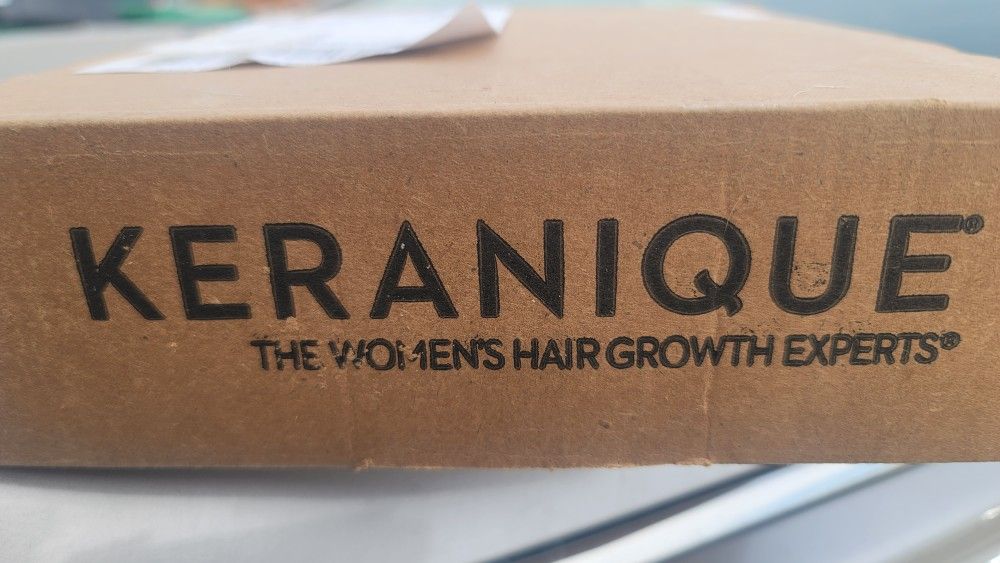 KERANIQUE®
THE WOMEN'S HAIR GROWTH EXPERTS®